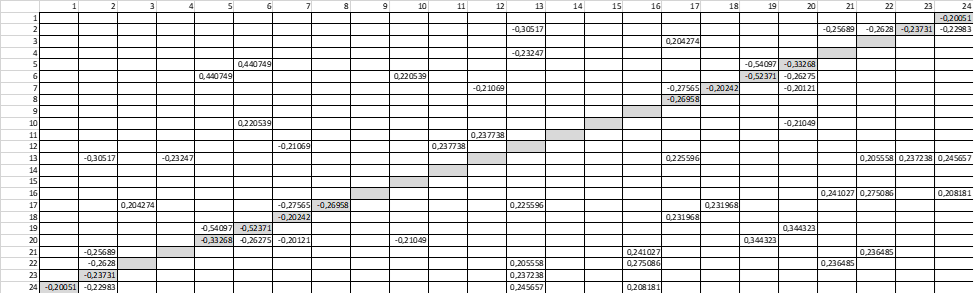 1 2 3 4 5 6 7 8 9 10 11 12 13 14 15 16 17 18 19 20 21 22 23 24
1 -0,20051
2 -0,30517 -0,25689 -0,2628 -0,23731 -0,22983
3 0,204274
4 -0,23247
5 0,440749 -0,54097 -0,33268
6 0,440749 0,220539 -0,52371 -0,26275
7 -0,21069 -0,27565 -0,20242 -0,20121
8 -0,26958
9
10 0,220539 -0,21049
11 0,237738
12 -0,21069 0,237738
13 -0,30517 -0,23247 0,225596 0,205558 0,237238 0,245657
14
15
16 0,241027 0,275086 0,208181
17 0,204274 -0,27565 -0,26958 0,225596 0,231968
18 -0,20242 0,231968
19 -0,54097 -0,52371 0,344323
20 -0,33268 -0,26275 -0,20121 -0,21049 0,344323
21 -0,25689 0,241027 0,236485
22 -0,2628 0,205558 0,275086 0,236485
23 -0,23731 0,237238
24 -0,20051 -0,22983 0,245657 0,208181